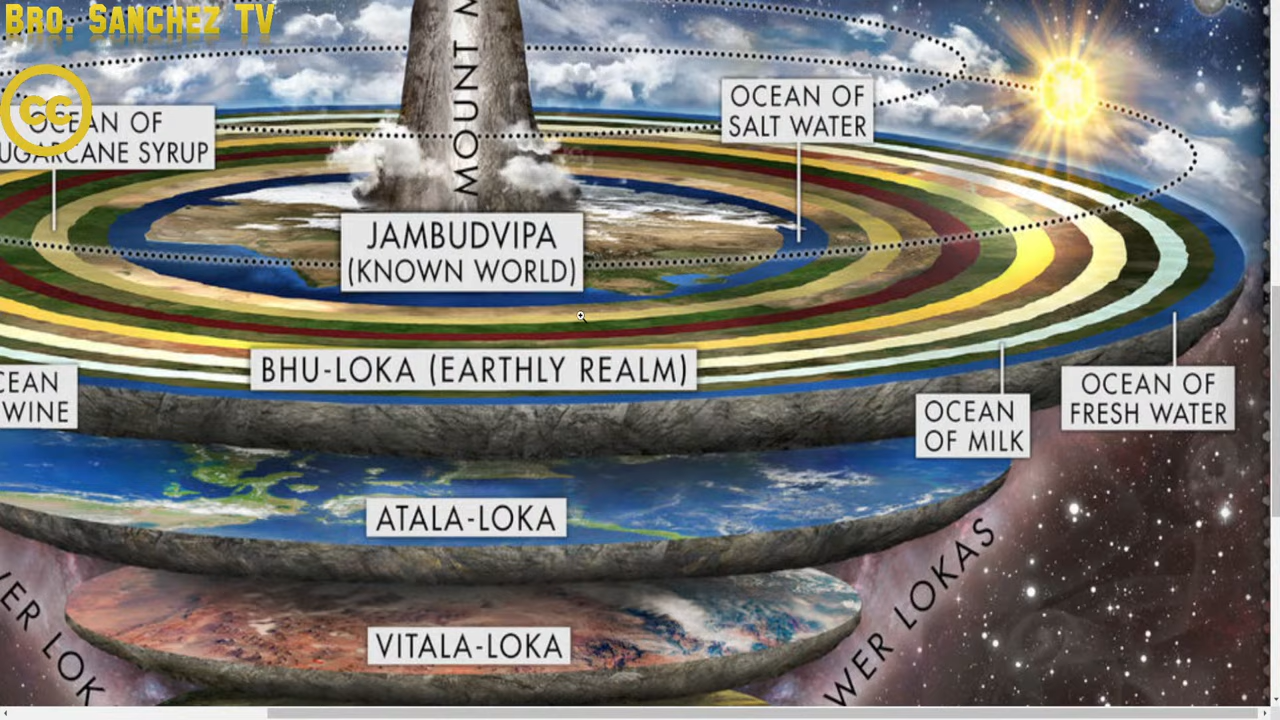 Bro. Sanchez TV
CC
OCEAN OF
UGARCANE SYRUP
MOUNT M
OCEAN OF
SALT WATER
JAMBUDVIPA
(KNOWN WORLD)
BHU-LOKA (EARTHLY REALM)
CEAN
WINE
OCEAN
OF MILK
OCEAN OF
FRESH WATER
ATALA-LOKA
VITALA-LOKA
VER LOK
WER LOKAS